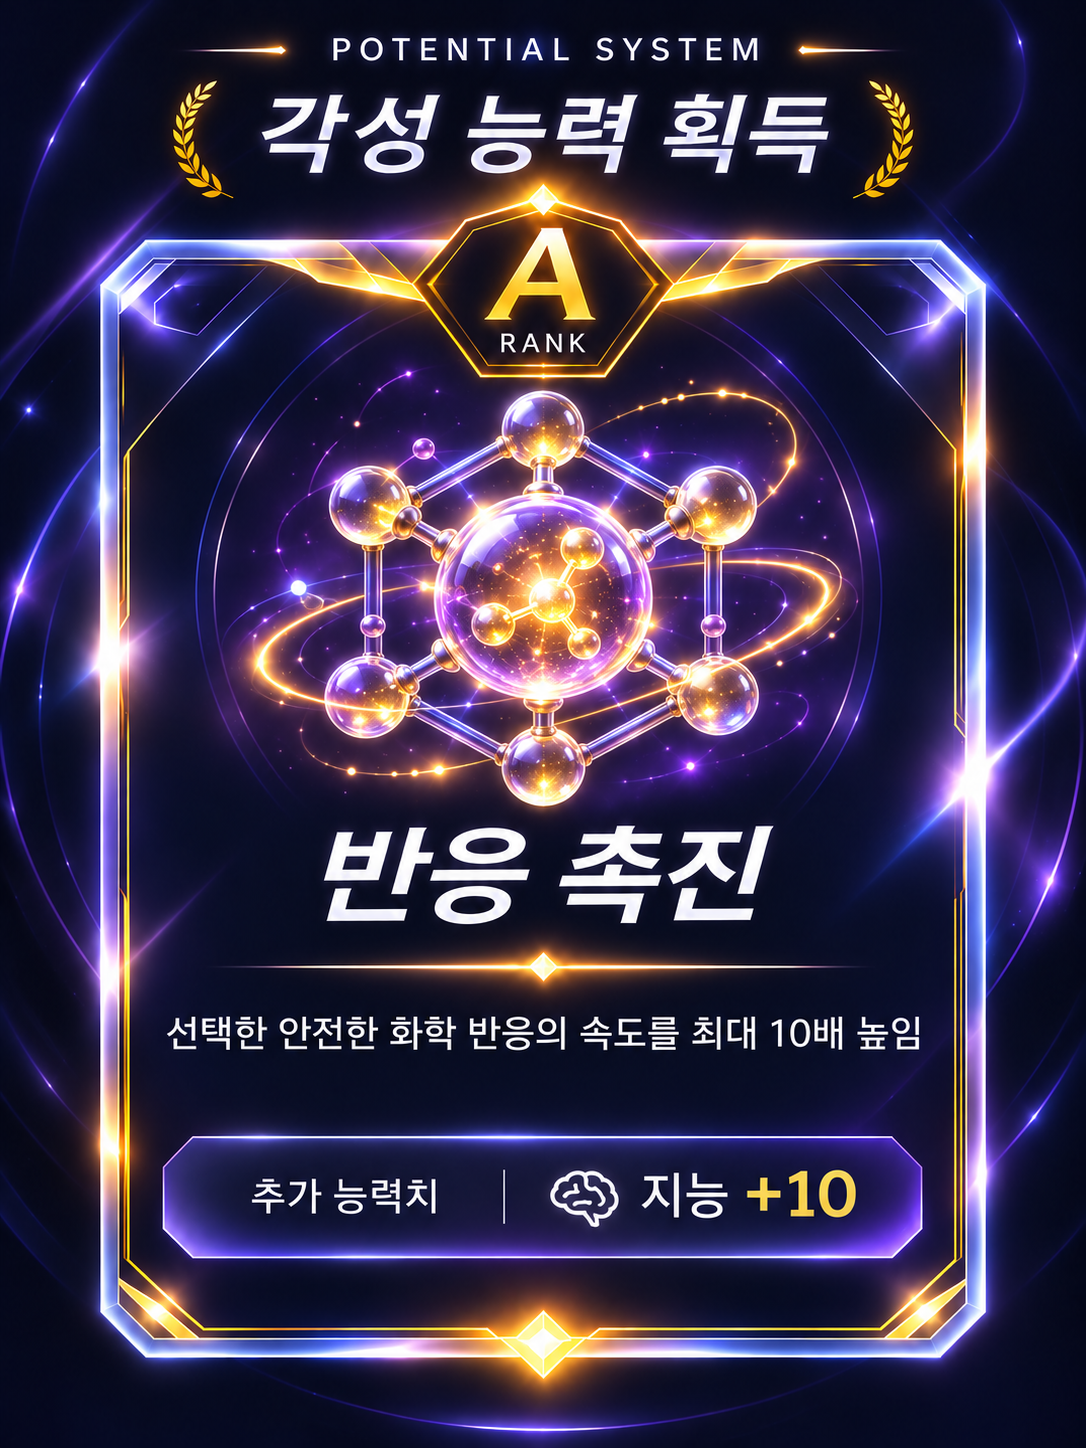 POTENTIAL SYSTEM
각성 능력 획득
A
RANK
반응 촉진
선택한 안전한 화학 반응의 속도를 최대 10배 높임
추가 능력치 지능 +10